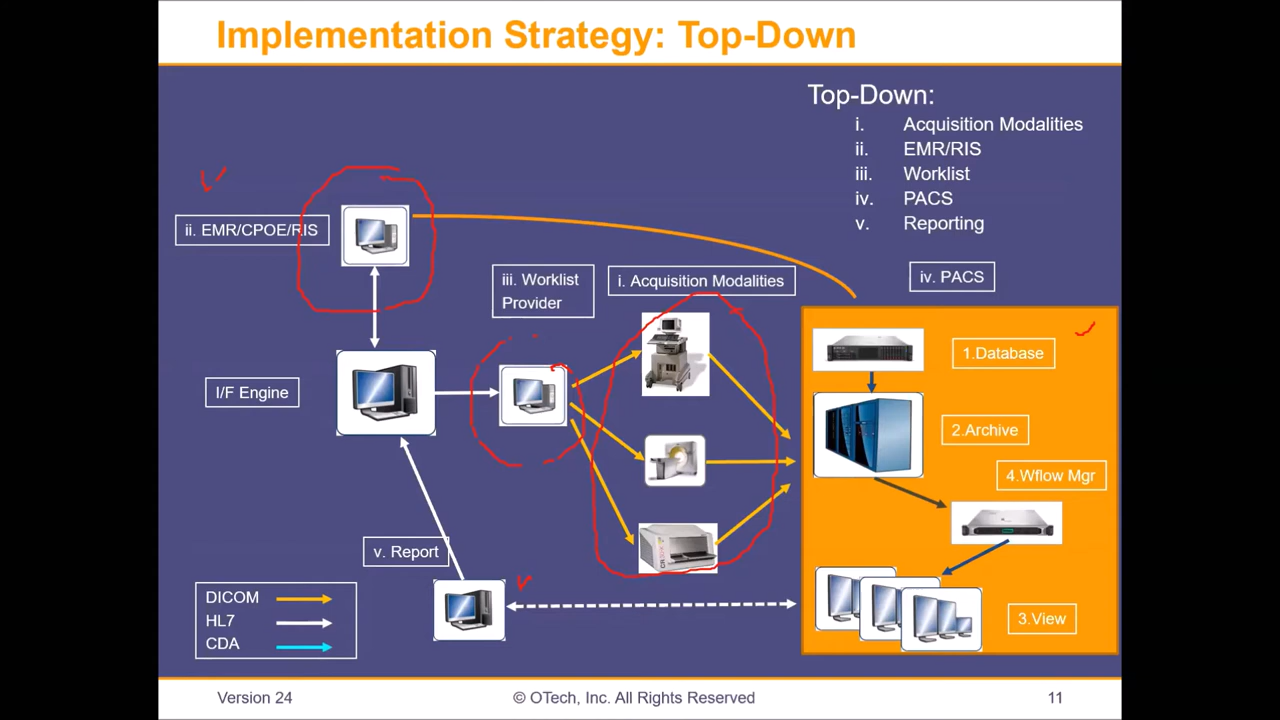 Implementation Strategy: Top-Down
Top-Down:
i. Acquisition Modalities
ii. EMR/RIS
iii. Worklist
iv. PACS
v. Reporting
ii. EMR/CPOE/RIS
iii. Worklist
Provider
i. Acquisition Modalities
iv. PACS
1.Database
I/F Engine
2.Archive
4.Wflow Mgr
v. Report
3.View
DICOM
HL7
CDA
Version 24
© OTech, Inc. All Rights Reserved
11